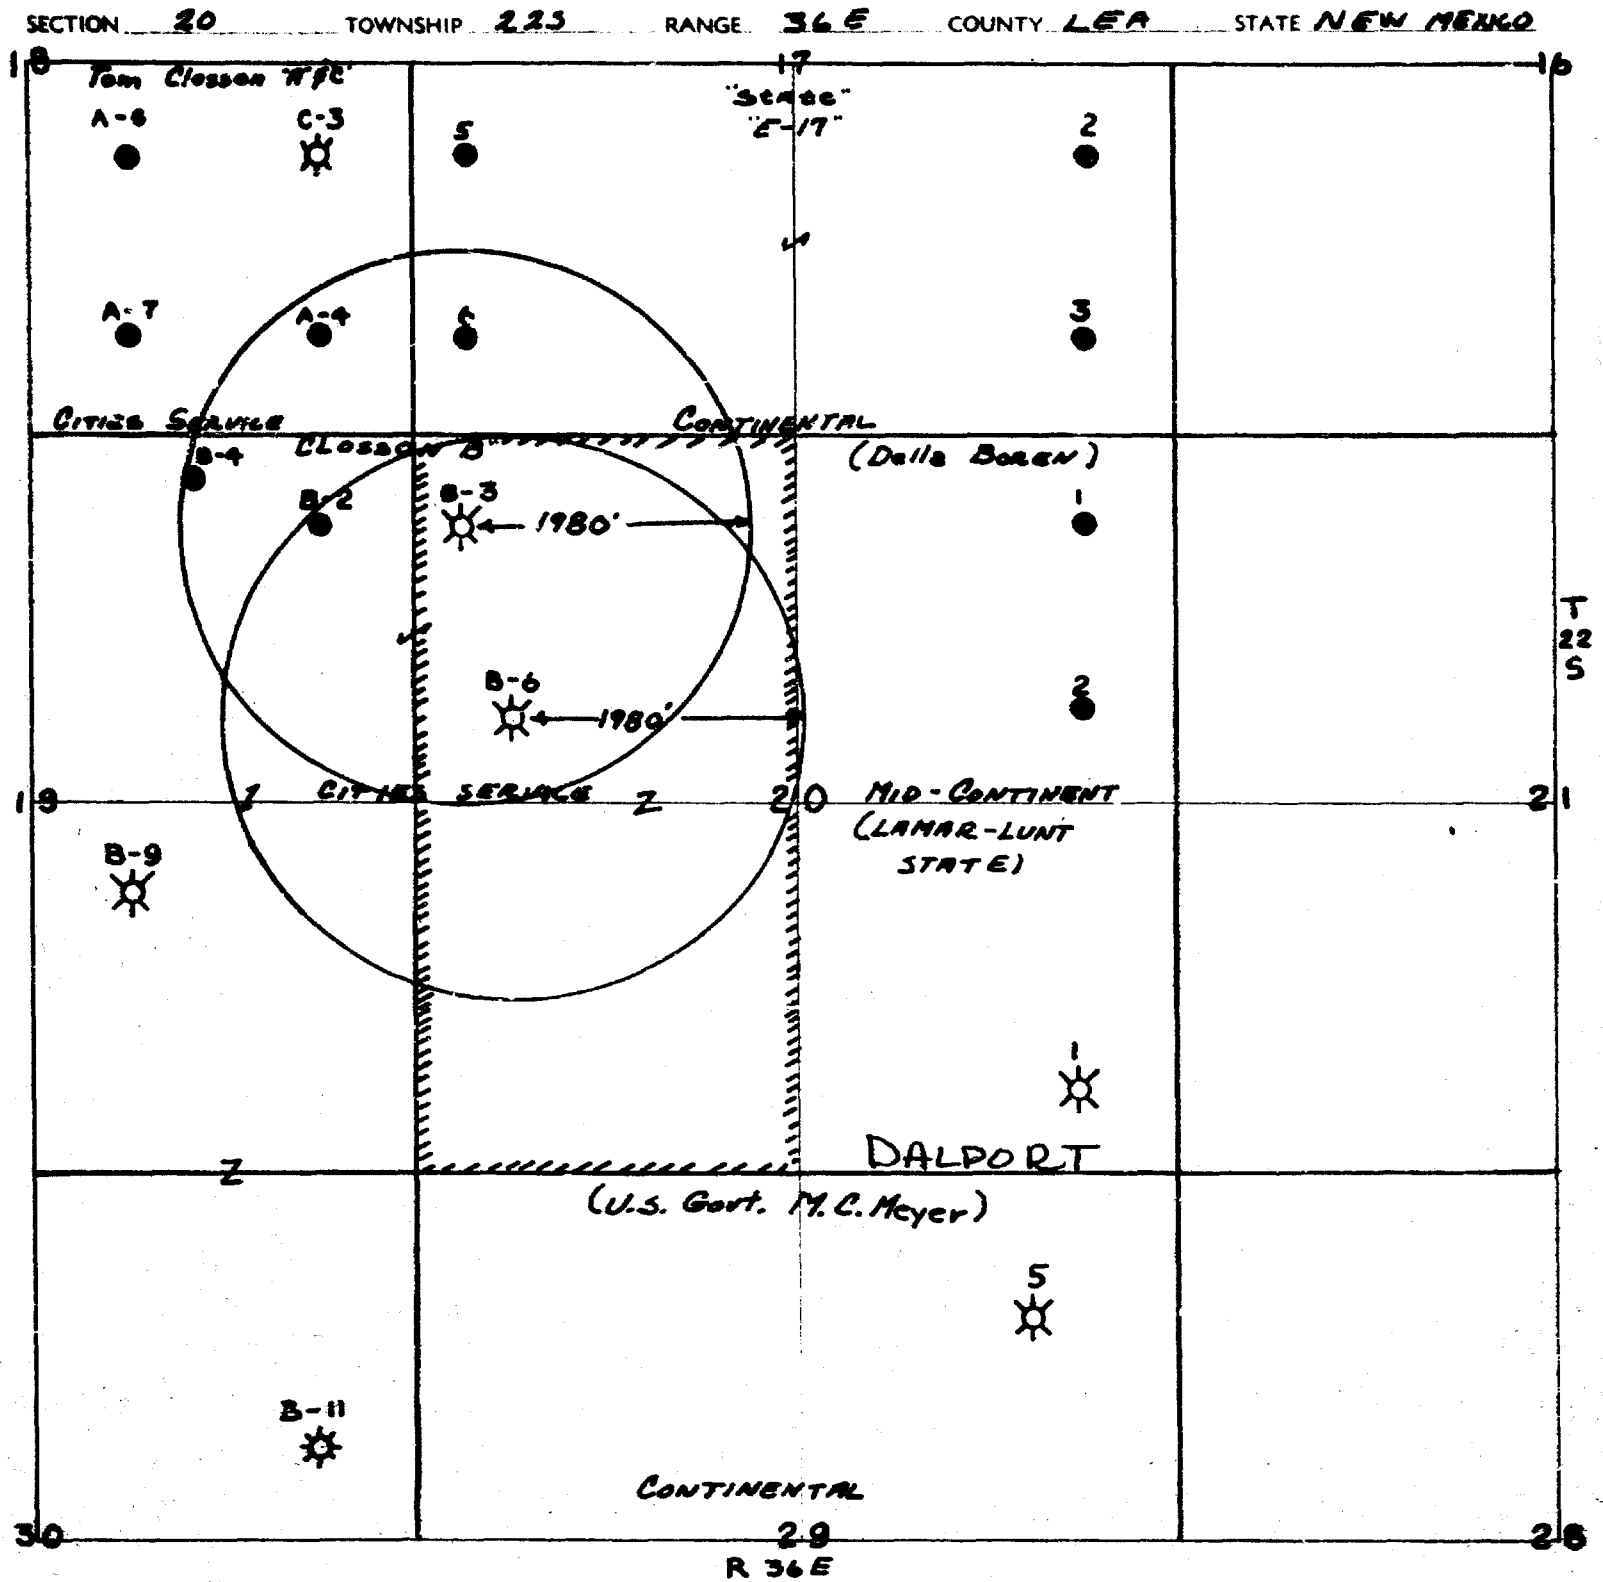 SECTION 20 TOWNSHIP 22S RANGE 36E COUNTY LEA STATE NEW MEXICO
18 17 16
Tom Closson
"State"
"E-17"
A-6 C-3 5 2
A-7 A-4 6 3
CITIES SERVICE CONTINENTAL
CLOSSON B (Della BOREN)
B-4
B-2 B-3 1
1980'
T
22
S
B-6 2
1980'
19 CITIES SERVICE 20 MID-CONTINENT 21
(LAMAR-LUNT
STATE)
B-9
1
DALPORT
(U.S. Govt. M.C. Meyer)
5
B-11
CONTINENTAL
30 29 28
R 36E